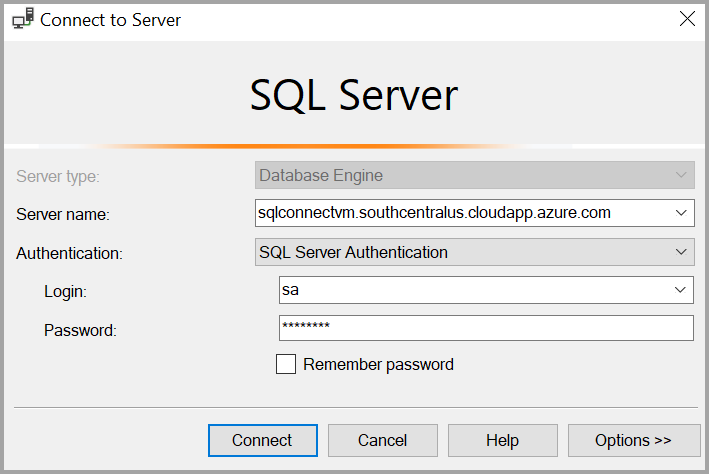 Connect to Server
SQL Server
Server type: Database Engine
Server name: sqlconnectvm.southcentralus.cloudapp.azure.com
Authentication: SQL Server Authentication
Login: sa
Password: ********
Remember password
Connect Cancel Help Options >>